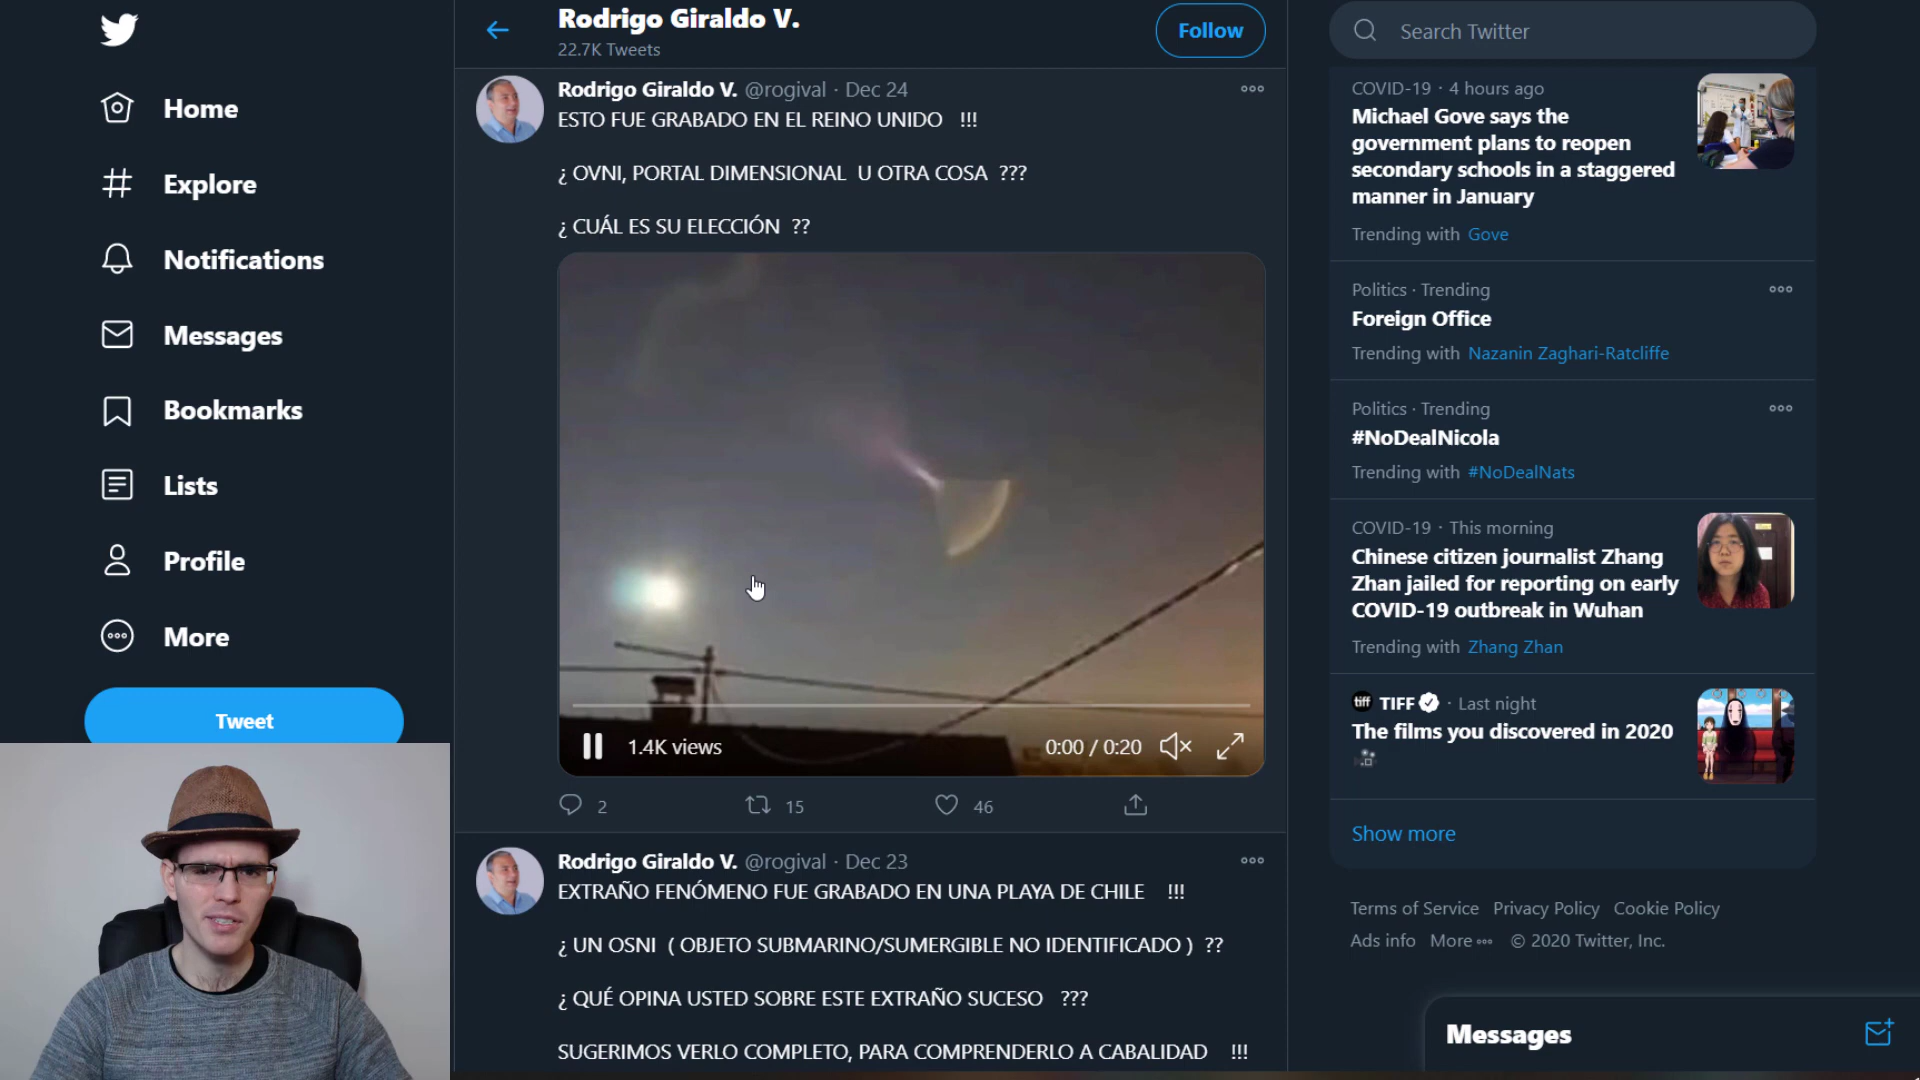 Home
Explore
Notifications
Messages
Bookmarks
Lists
Profile
More
Tweet
Rodrigo Giraldo V.
22.7K Tweets
Follow
Rodrigo Giraldo V. @rogival · Dec 24
ESTO FUE GRABADO EN EL REINO UNIDO !!!
¿ OVNI, PORTAL DIMENSIONAL U OTRA COSA ???
¿ CUÁL ES SU ELECCIÓN ??
1.4K views
0:00 / 0:20
2
15
46
Rodrigo Giraldo V. @rogival · Dec 23
EXTRAÑO FENÓMENO FUE GRABADO EN UNA PLAYA DE CHILE !!!
¿ UN OSNI ( OBJETO SUBMARINO/SUMERGIBLE NO IDENTIFICADO ) ??
¿ QUÉ OPINA USTED SOBRE ESTE EXTRAÑO SUCESO ???
SUGERIMOS VERLO COMPLETO, PARA COMPRENDERLO A CABALIDAD !!!
Search Twitter
COVID-19 · 4 hours ago
Michael Gove says the
government plans to reopen
secondary schools in a staggered
manner in January
Trending with Gove
Politics · Trending
Foreign Office
Trending with Nazanin Zaghari-Ratcliffe
Politics · Trending
#NoDealNicola
Trending with #NoDealNats
COVID-19 · This morning
Chinese citizen journalist Zhang
Zhan jailed for reporting on early
COVID-19 outbreak in Wuhan
Trending with Zhang Zhan
tiff TIFF · Last night
The films you discovered in 2020
Show more
Terms of Service Privacy Policy Cookie Policy
Ads info More © 2020 Twitter, Inc.
Messages